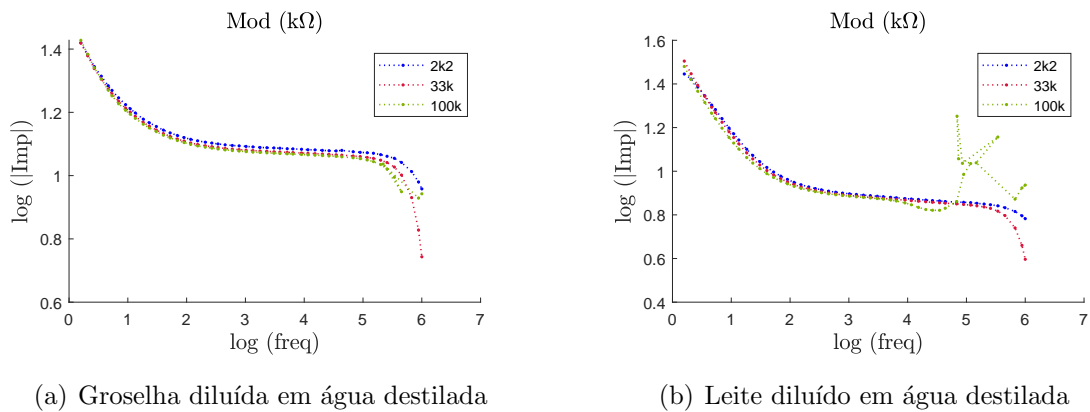 Mod (kΩ)
1.4
1.2
1
0.8
0.6
log (|Imp|)
2k2
33k
100k
0 1 2 3 4 5 6 7
log (freq)
(a) Groselha diluída em água destilada
Mod (kΩ)
1.6
1.4
1.2
1
0.8
0.6
0.4
log (|Imp|)
2k2
33k
100k
0 1 2 3 4 5 6 7
log (freq)
(b) Leite diluído em água destilada